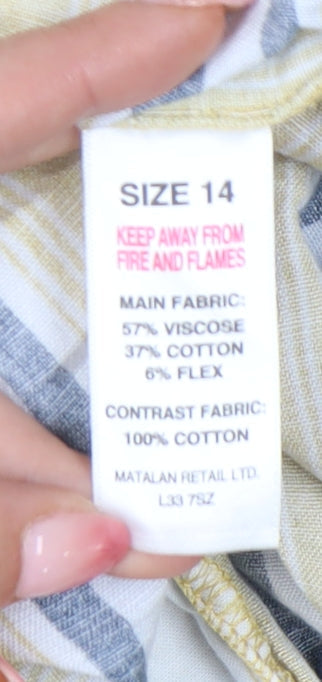 SIZE 14
KEEP AWAY FROM
FIRE AND FLAMES
MAIN FABRIC:
57% VISCOSE
37% COTTON
6% FLEX
CONTRAST FABRIC:
100% COTTON
MATALAN RETAIL LTD.
L33 7SZ